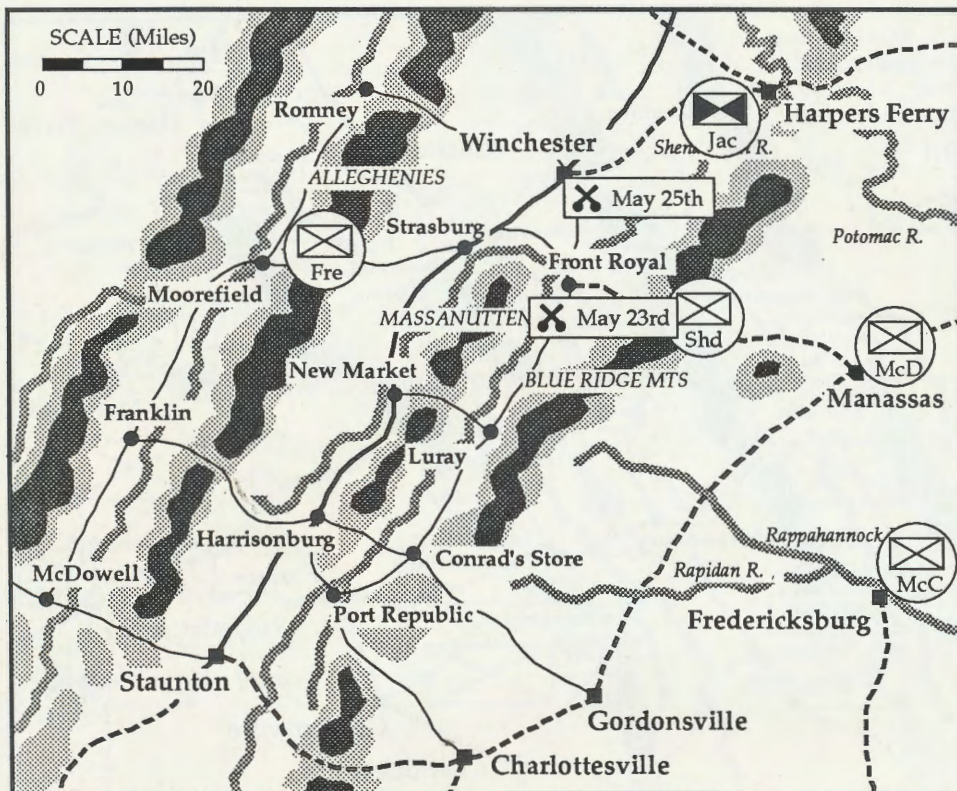 SCALE (Miles)
0 10 20
Romney
Harpers Ferry
Jac
R.
Winchester
ALLEGHENIES
May 25th
Strasburg
Potomac R.
Front Royal
Fre
Moorefield
MASSANUTTEN
May 23rd
Shd
McD
New Market
BLUE RIDGE MTS
Manassas
Franklin
Luray
Harrisonburg
Rappahannock
Conrad's Store
McDowell
Rapidan R.
McC
Port Republic
Fredericksburg
Staunton
Gordonsville
Charlottesville